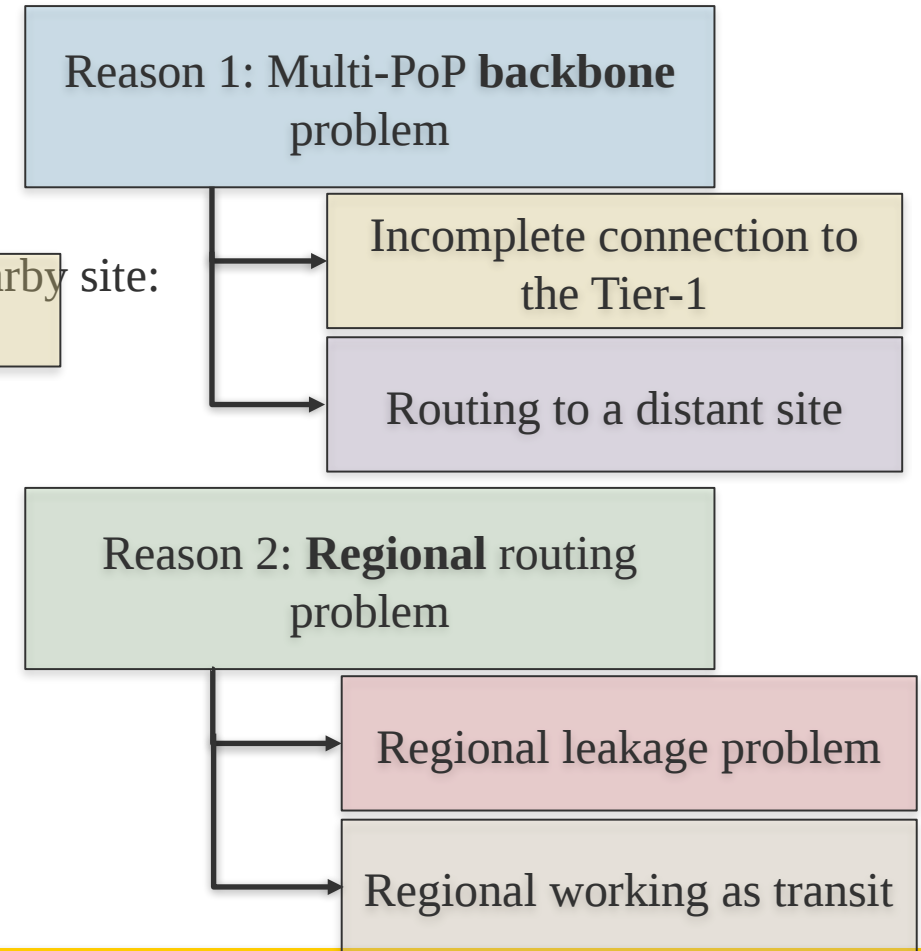 Reason 1: Multi-PoP backbone
problem
Incomplete connection to
the Tier-1
site:
Routing to a distant site
Reason 2: Regional routing
problem
Regional leakage problem
Regional working as transit